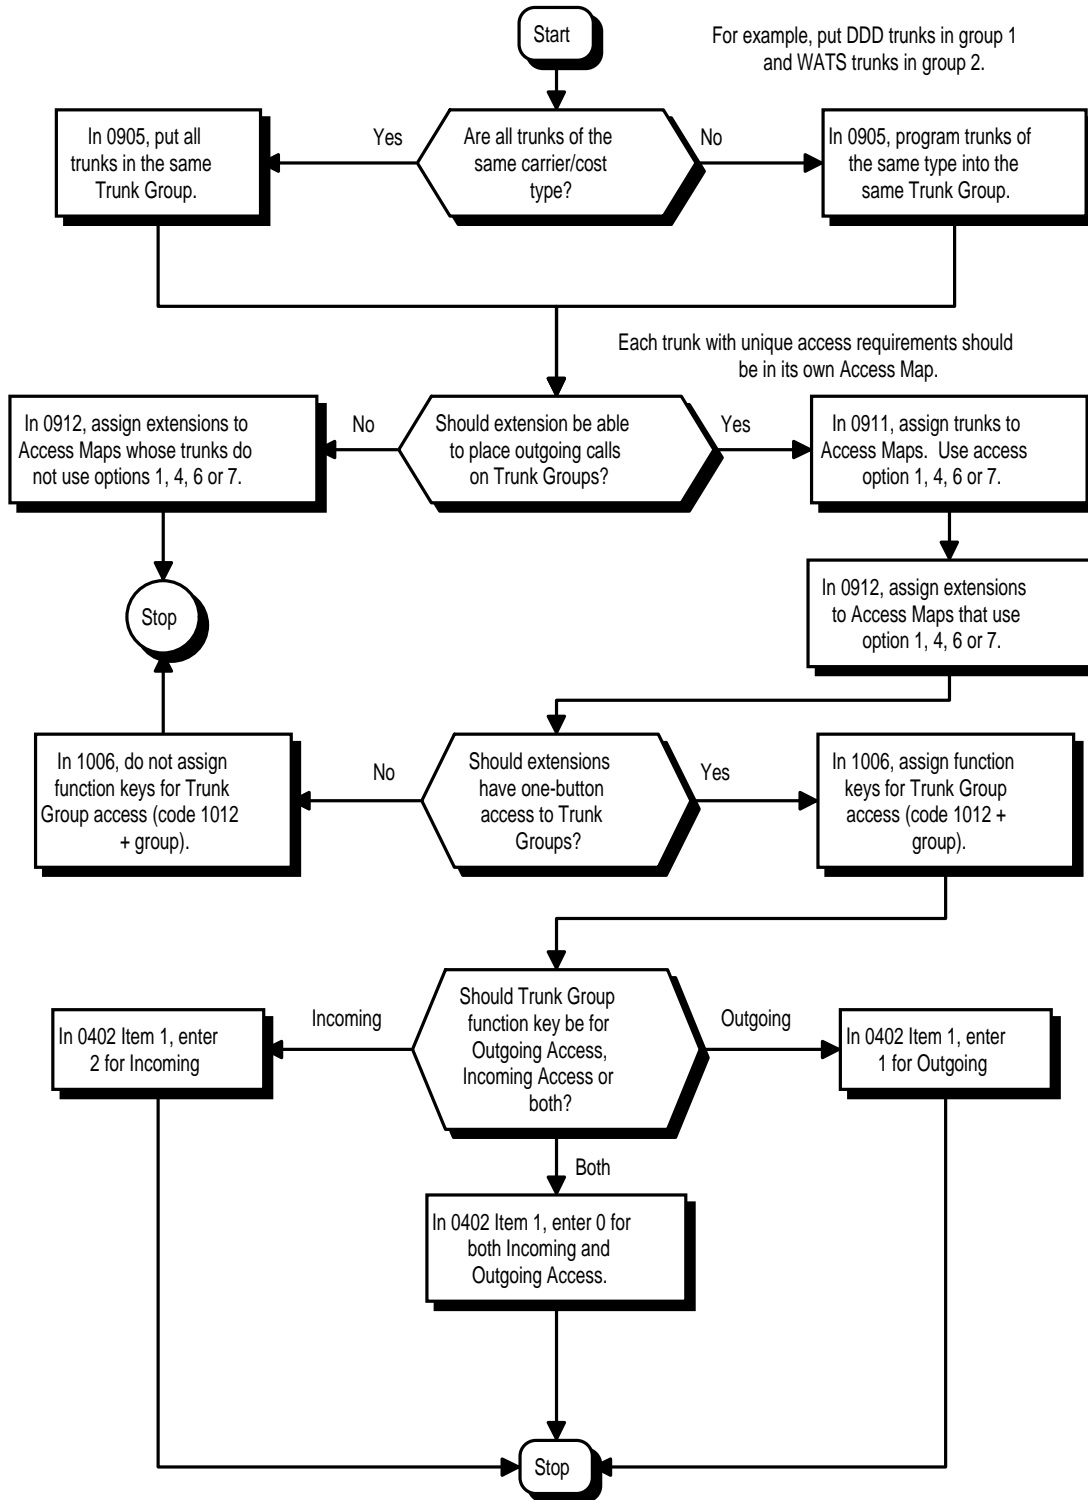 Start
For example, put DDD trunks in group 1
and WATS trunks in group 2.
In 0905, put all
trunks in the same
Trunk Group.
Yes
Are all trunks of the
same carrier/cost
type?
No
In 0905, program trunks of
the same type into the
same Trunk Group.
Each trunk with unique access requirements should
be in its own Access Map.
In 0912, assign extensions to
Access Maps whose trunks do
not use options 1, 4, 6 or 7.
No
Should extension be able
to place outgoing calls
on Trunk Groups?
Yes
In 0911, assign trunks to
Access Maps. Use access
option 1, 4, 6 or 7.
Stop
In 0912, assign extensions
to Access Maps that use
option 1, 4, 6 or 7.
In 1006, do not assign
function keys for Trunk
Group access (code 1012
+ group).
No
Should extensions
have one-button
access to Trunk
Groups?
Yes
In 1006, assign function
keys for Trunk Group
access (code 1012 +
group).
In 0402 Item 1, enter
2 for Incoming
Incoming
Should Trunk Group
function key be for
Outgoing Access,
Incoming Access or
both?
Outgoing
In 0402 Item 1, enter
1 for Outgoing
Both
In 0402 Item 1, enter 0 for
both Incoming and
Outgoing Access.
Stop